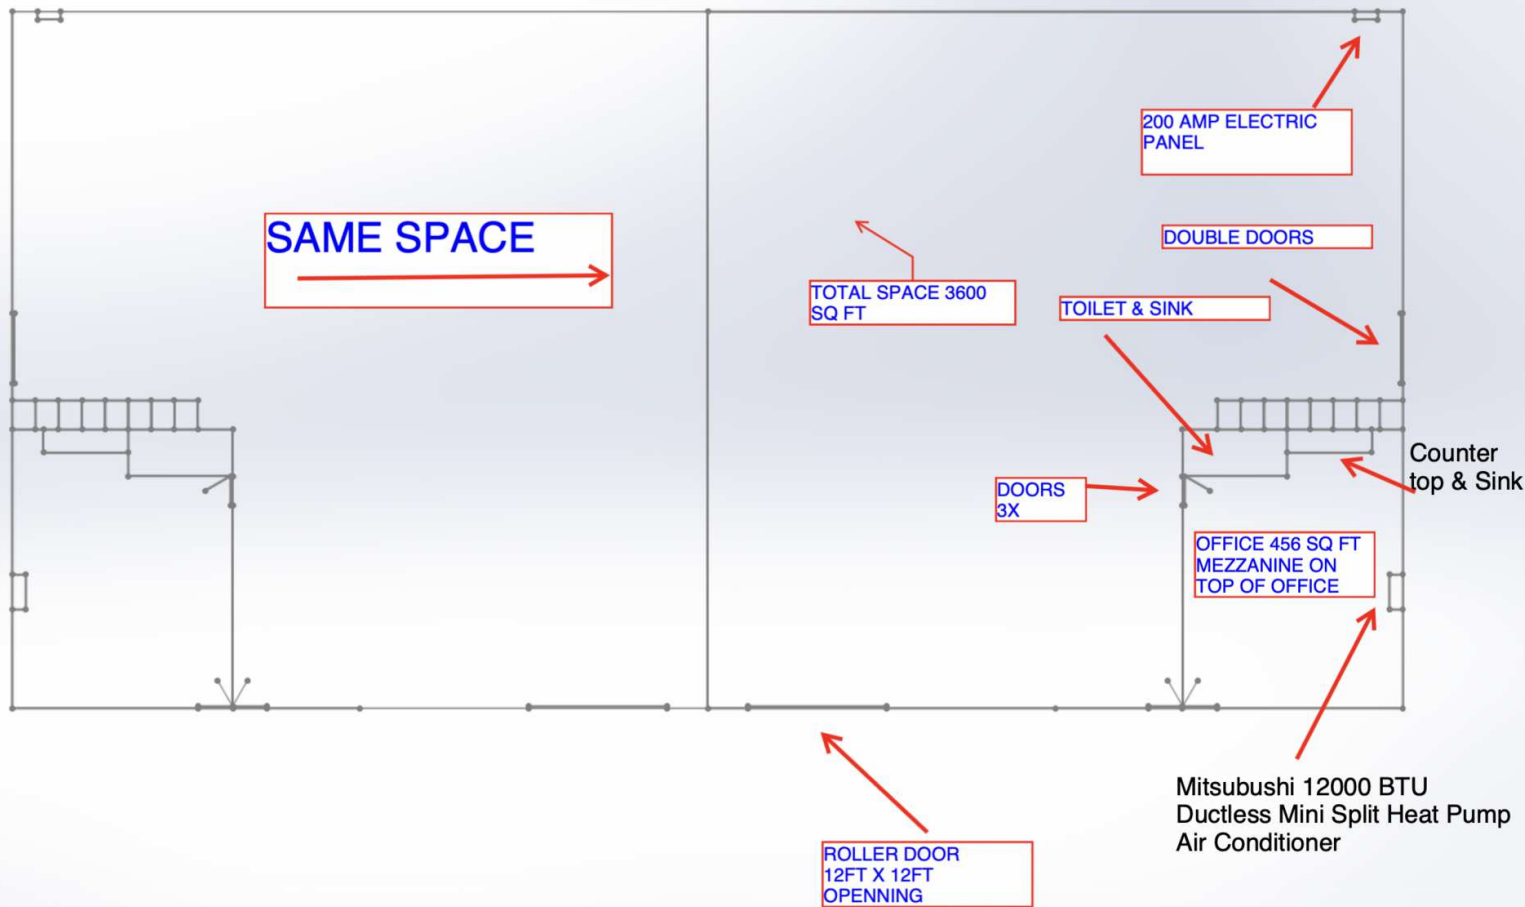 200 AMP ELECTRIC
PANEL
SAME SPACE
DOUBLE DOORS
TOTAL SPACE 3600
SQ FT
TOILET & SINK
Counter
top & Sink
DOORS
3X
OFFICE 456 SQ FT
MEZZANINE ON
TOP OF OFFICE
Mitsubushi 12000 BTU
Ductless Mini Split Heat Pump
Air Conditioner
ROLLER DOOR
12FT X 12FT
OPENNING